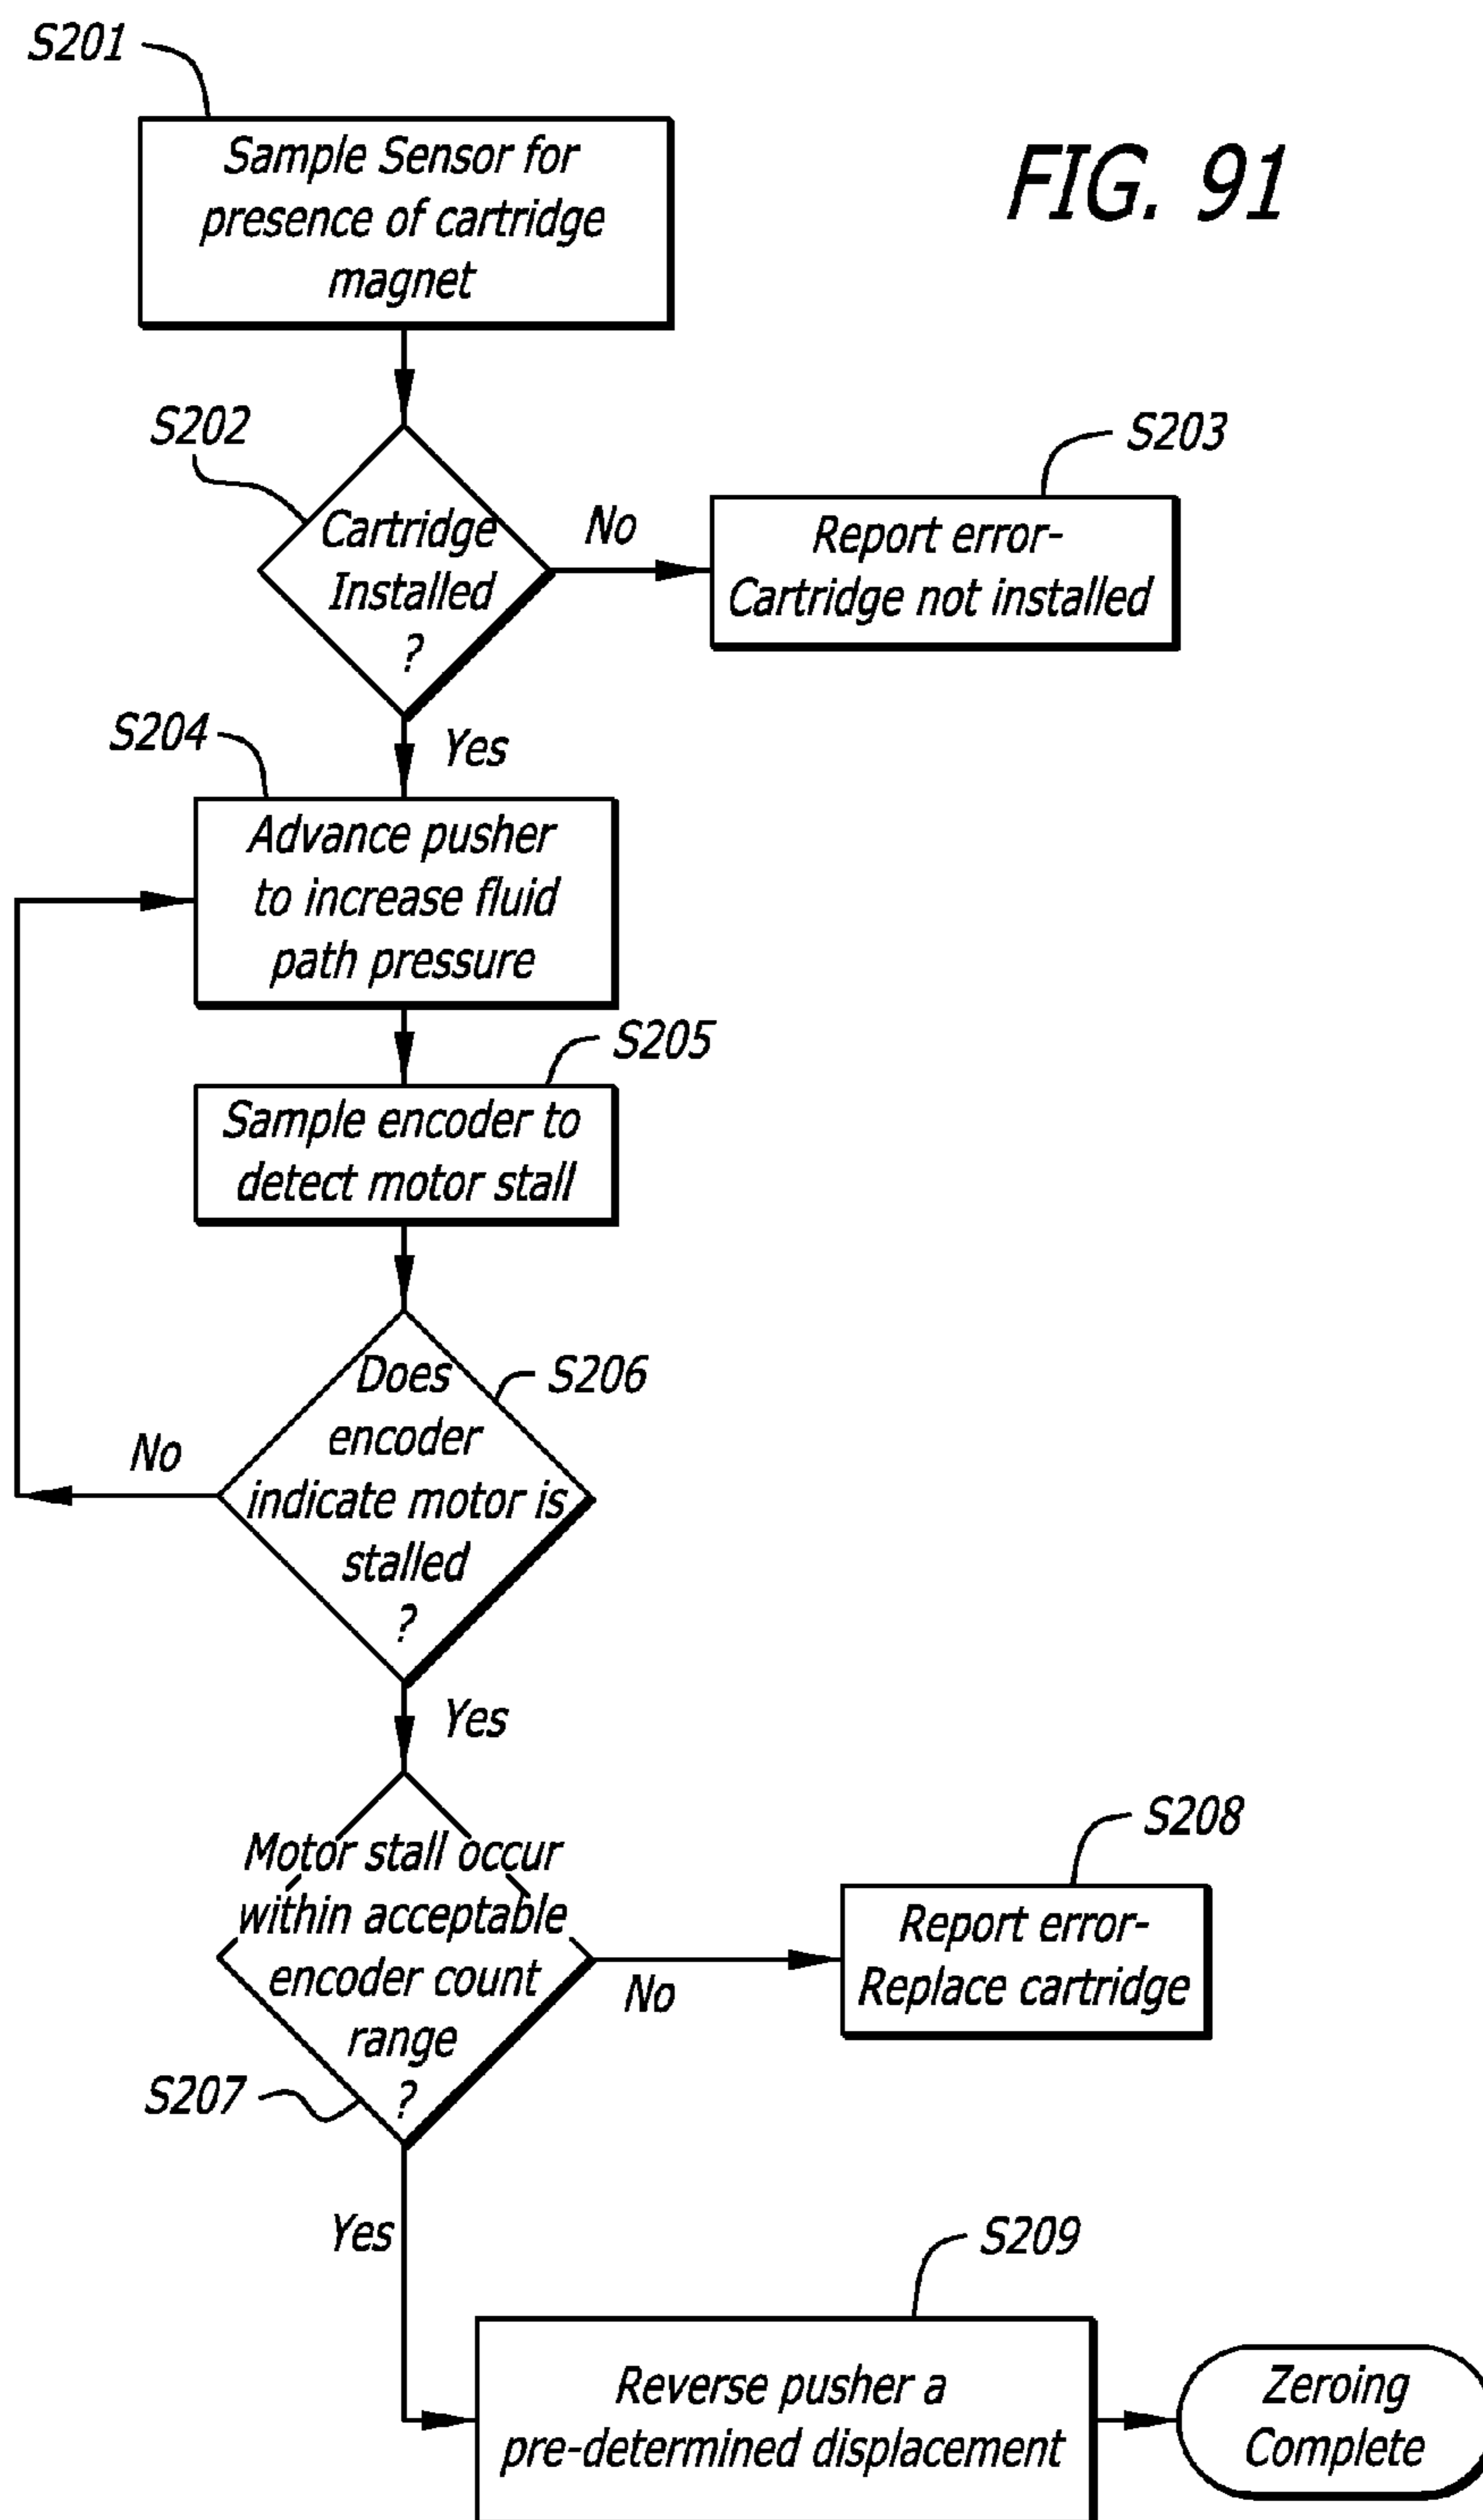 S201
FIG. 91
Sample Sensor for
presence of cartridge
magnet
S202
S203
Cartridge
Installed
?
No
Report error-
Cartridge not installed
S204
Yes
Advance pusher
to increase fluid
path pressure
S205
Sample encoder to
detect motor stall
S206
Does
encoder
indicate motor is
stalled
?
No
Yes
S208
Motor stall occur
within acceptable
encoder count
range
?
No
Report error-
Replace cartridge
S207
Yes
S209
Reverse pusher a
pre-determined displacement
Zeroing
Complete